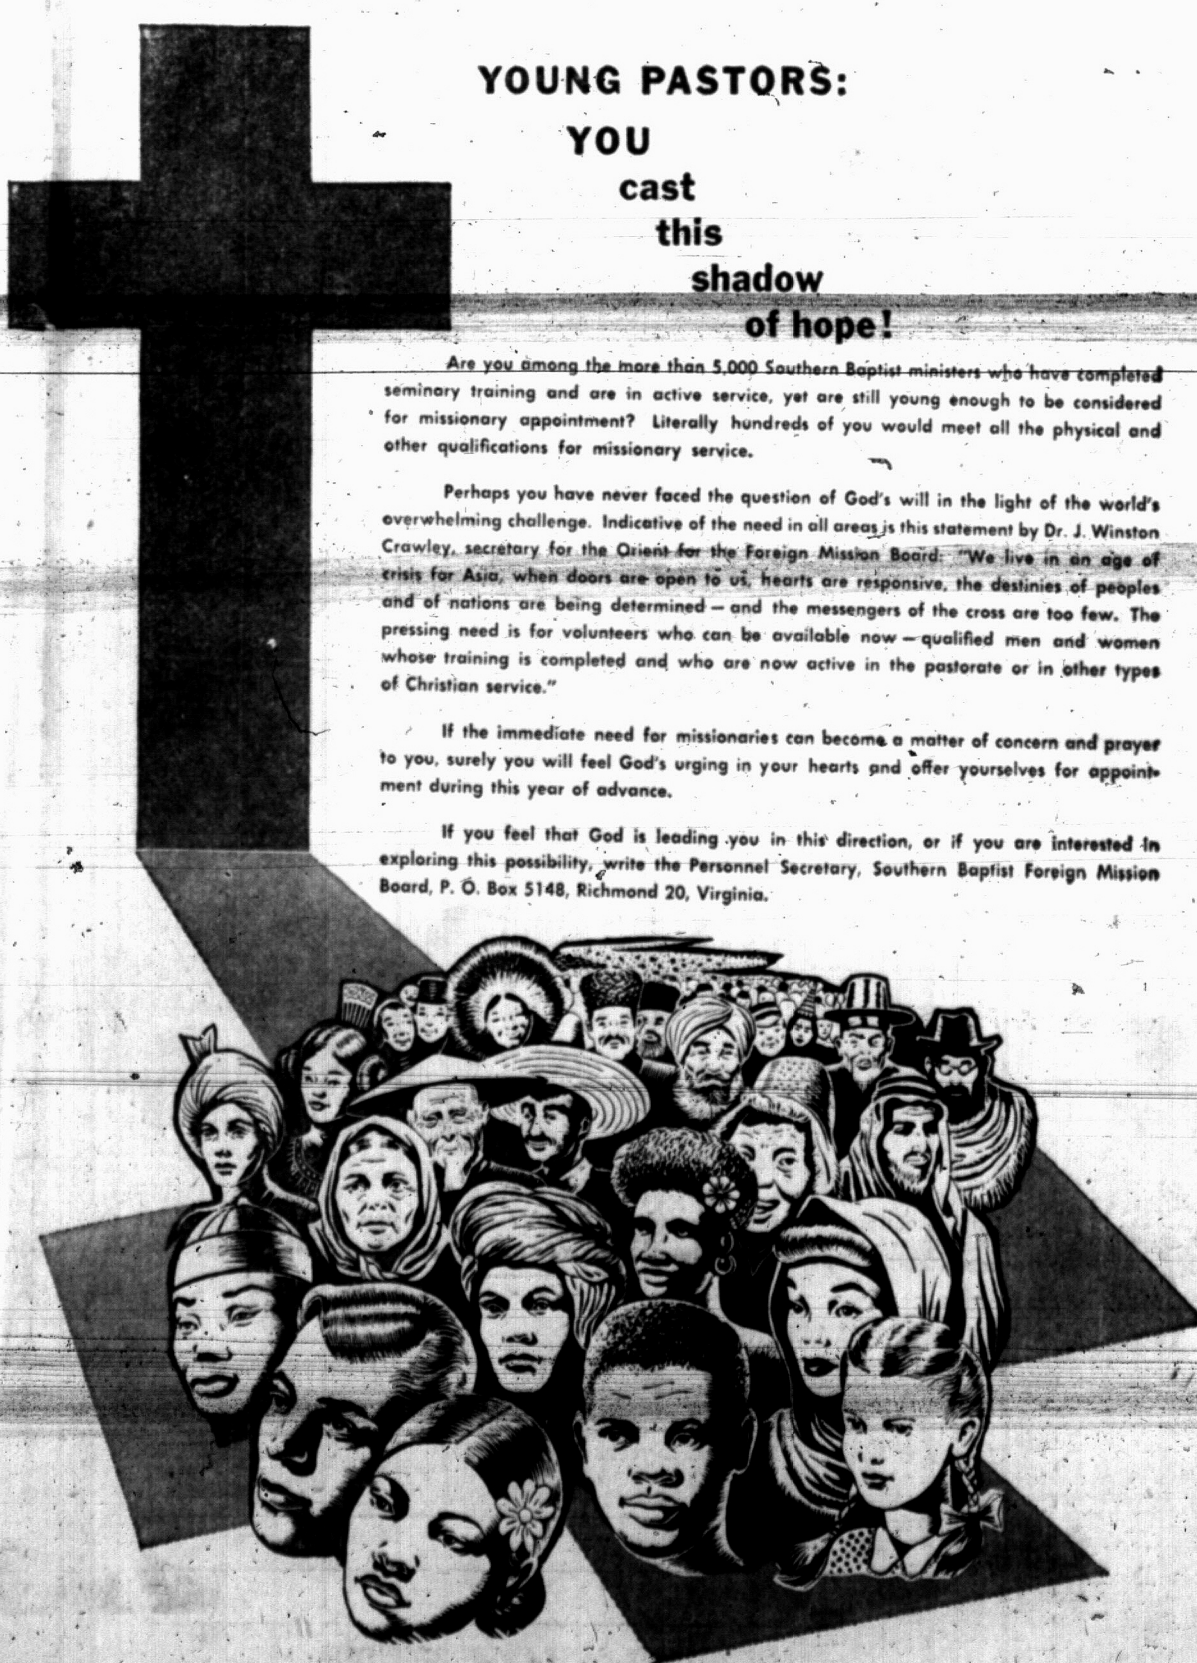 YOUNG PASTORS:
YOU
cast
this
shadow
of hope!
Are you among the more than 5,000 Southern Baptist ministers who have completed
seminary training and are in active service, yet are still young enough to be considered
for missionary appointment? Literally hundreds of you would meet all the physical and
other qualifications for missionary service.
Perhaps you have never faced the question of God's will in the light of the world's
overwhelming challenge. Indicative of the need in all areas is this statement by Dr. J. Winston
Crawley, secretary for the Orient for the Foreign Mission Board: "We live in an age of
crisis for Asia, when doors are open to us, hearts are responsive, the destinies of peoples
and of nations are being determined — and the messengers of the cross are too few. The
pressing need is for volunteers who can be available now — qualified men and women
whose training is completed and who are now active in the pastorate or in other types
of Christian service."
If the immediate need for missionaries can become a matter of concern and prayer
to you, surely you will feel God's urging in your hearts and offer yourselves for appoint-
ment during this year of advance.
If you feel that God is leading you in this direction, or if you are interested in
exploring this possibility, write the Personnel Secretary, Southern Baptist Foreign Mission
Board, P. O. Box 5148, Richmond 20, Virginia.